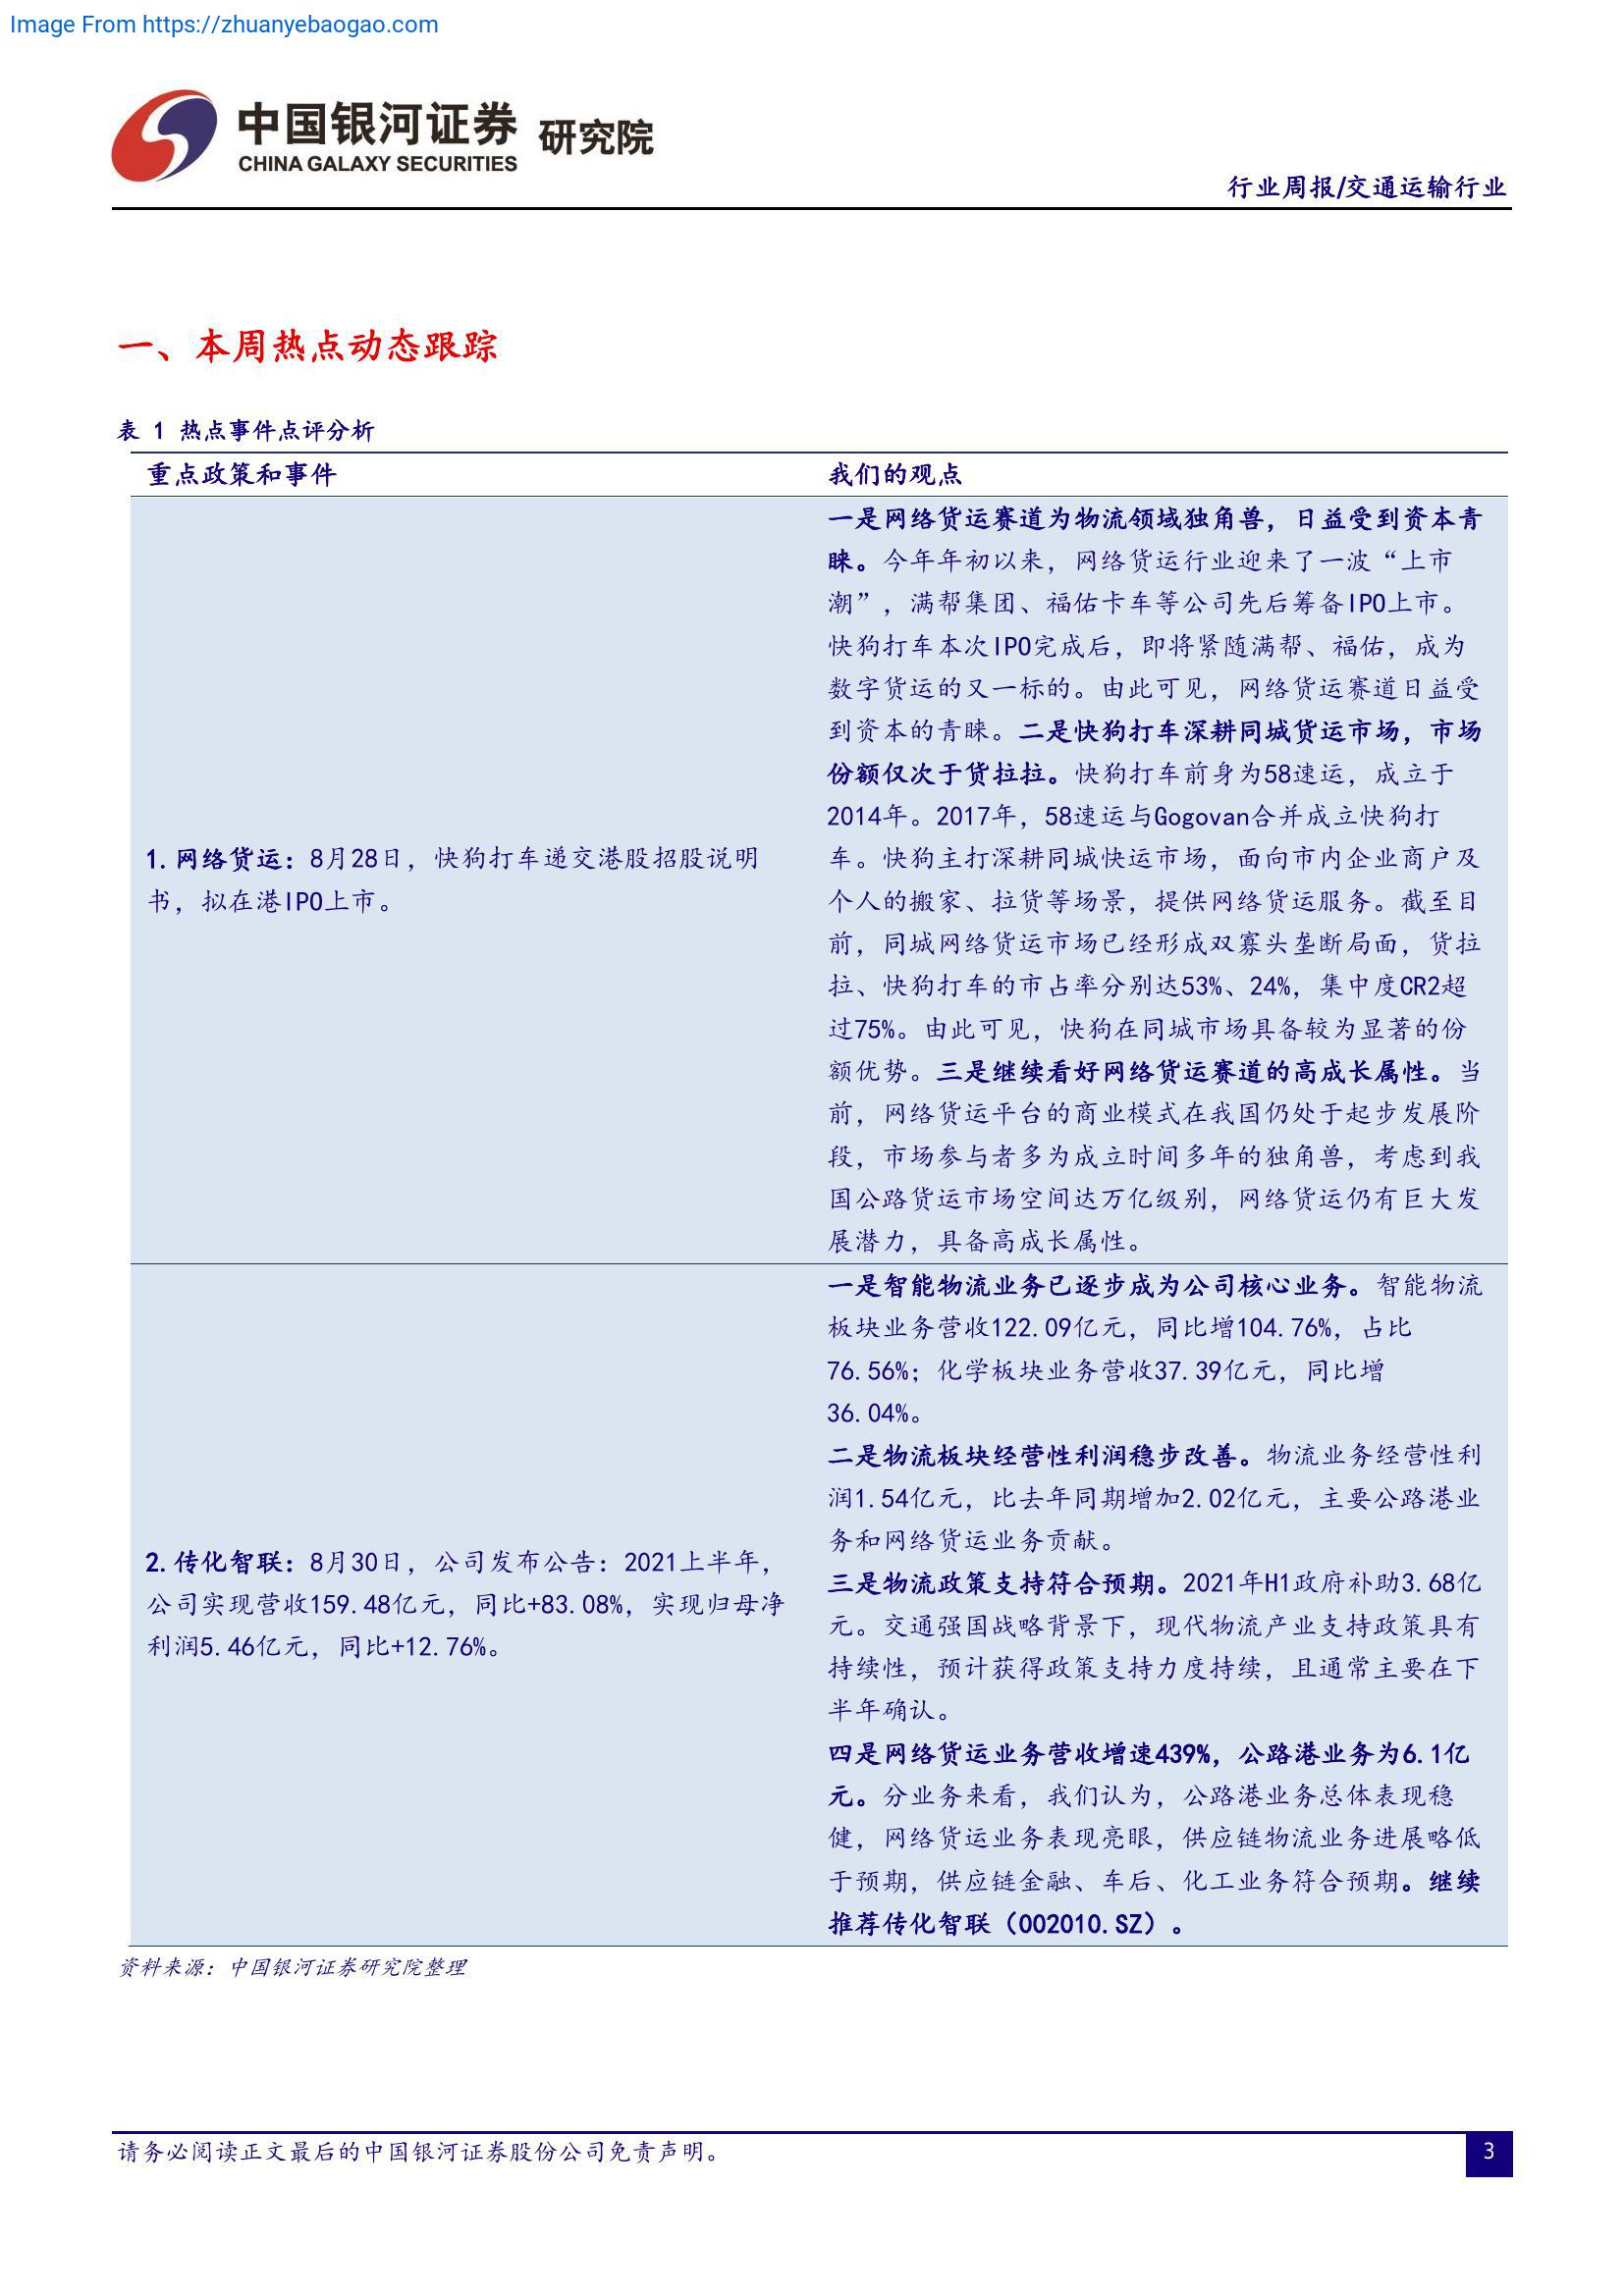 Image From https://zhuanyebaogao.com
中国银河证券 研究院
CHINA GALAXY SECURITIES
行业周报/交通运输行业
一、本周热点动态跟踪
表 1 热点事件点评分析
重点政策和事件 我们的观点
1.网络货运：8月28日，快狗打车递交港股招股说明
书，拟在港IPO上市。
一是网络货运赛道为物流领域独角兽，日益受到资本青
睐。今年年初以来，网络货运行业迎来了一波“上市
潮”，满帮集团、福佑卡车等公司先后筹备IPO上市。
快狗打车本次IPO完成后，即将紧随满帮、福佑，成为
数字货运的又一标的。由此可见，网络货运赛道日益受
到资本的青睐。二是快狗打车深耕同城货运市场，市场
份额仅次于货拉拉。快狗打车前身为58速运，成立于
2014年。2017年，58速运与Gogovan合并成立快狗打
车。快狗主打深耕同城快运市场，面向市内企业商户及
个人的搬家、拉货等场景，提供网络货运服务。截至目
前，同城网络货运市场已经形成双寡头垄断局面，货拉
拉、快狗打车的市占率分别达53%、24%，集中度CR2超
过75%。由此可见，快狗在同城市场具备较为显著的份
额优势。三是继续看好网络货运赛道的高成长属性。当
前，网络货运平台的商业模式在我国仍处于起步发展阶
段，市场参与者多为成立时间多年的独角兽，考虑到我
国公路货运市场空间达万亿级别，网络货运仍有巨大发
展潜力，具备高成长属性。
2.传化智联：8月30日，公司发布公告：2021上半年，
公司实现营收159.48亿元，同比+83.08%，实现归母净
利润5.46亿元，同比+12.76%。
一是智能物流业务已逐步成为公司核心业务。智能物流
板块业务营收122.09亿元，同比增104.76%，占比
76.56%；化学板块业务营收37.39亿元，同比增
36.04%。
二是物流板块经营性利润稳步改善。物流业务经营性利
润1.54亿元，比去年同期增加2.02亿元，主要公路港业
务和网络货运业务贡献。
三是物流政策支持符合预期。2021年H1政府补助3.68亿
元。交通强国战略背景下，现代物流产业支持政策具有
持续性，预计获得政策支持力度持续，且通常主要在下
半年确认。
四是网络货运业务营收增速439%，公路港业务为6.1亿
元。分业务来看，我们认为，公路港业务总体表现稳
健，网络货运业务表现亮眼，供应链物流业务进展略低
于预期，供应链金融、车后、化工业务符合预期。继续
推荐传化智联（002010.SZ）。
资料来源：中国银河证券研究院整理
请务必阅读正文最后的中国银河证券股份公司免责声明。
3